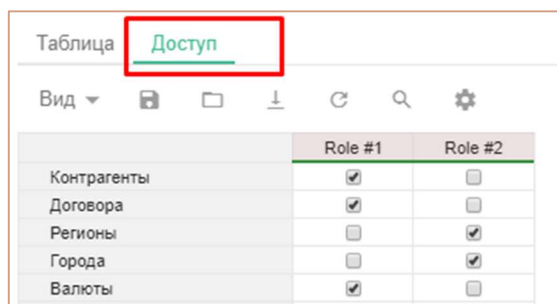 Таблица Доступ
Вид
Role #1 Role #2
Контрагенты
Договора
Регионы
Города
Валюты